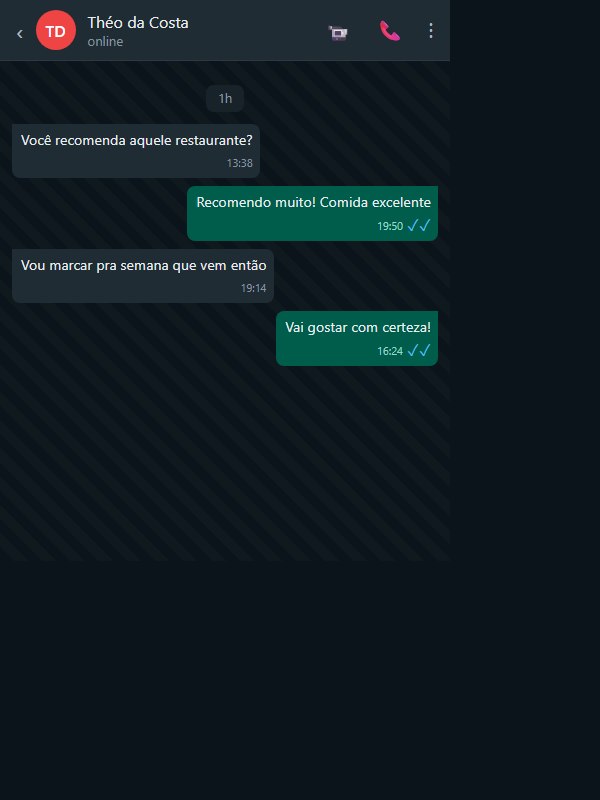 Théo da Costa
TD
online
1h
Você recomenda aquele restaurante?
13:38
Recomendo muito! Comida excelente
19:50
Vou marcar pra semana que vem então
19:14
Vai gostar com certeza!
16:24